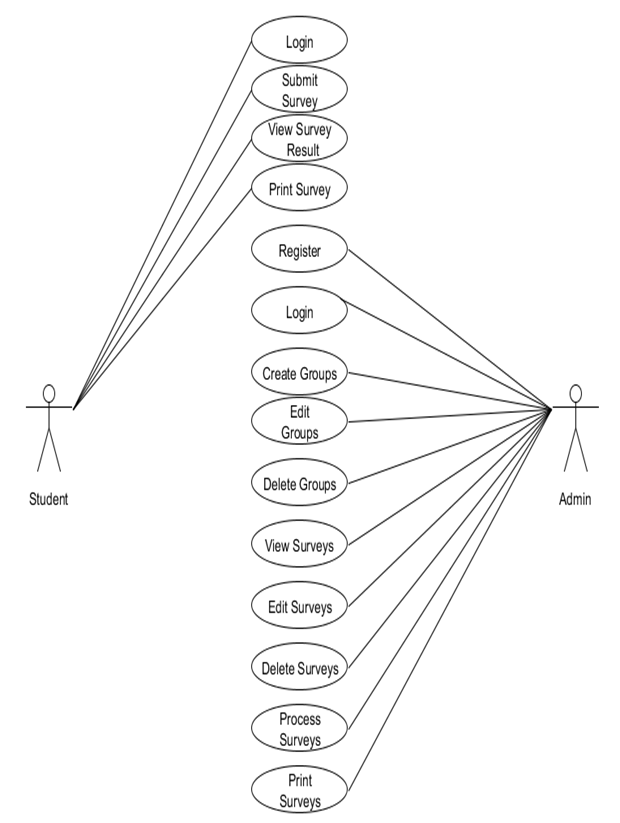 Login
Submit
Survey
View Survey
Result
Print Survey
Register
Login
Create Groups
Edit
Groups
Delete Groups
Student
Admin
View Surveys
Edit Surveys
Delete Surveys
Process
Surveys
Print
Surveys